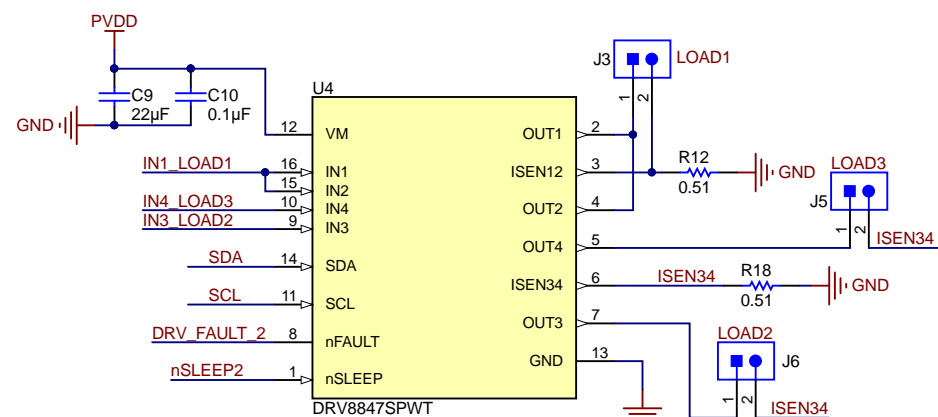 PVDD
J3
LOAD1
1
2
C9
22µF
C10
0.1µF
GND
U4
12
VM
OUT1
2
IN1_LOAD1
16
IN1
ISEN12
3
R12
0.51
GND
15
IN2
LOAD3
IN4_LOAD3
10
IN4
OUT2
4
J5
IN3_LOAD2
9
IN3
1
2
ISEN34
OUT4
5
SDA
14
SDA
ISEN34
6
ISEN34
R18
0.51
GND
SCL
11
SCL
OUT3
7
DRV_FAULT_2
8
nFAULT
LOAD2
GND
13
J6
nSLEEP2
1
nSLEEP
1
2
ISEN34
DRV8847SPWT